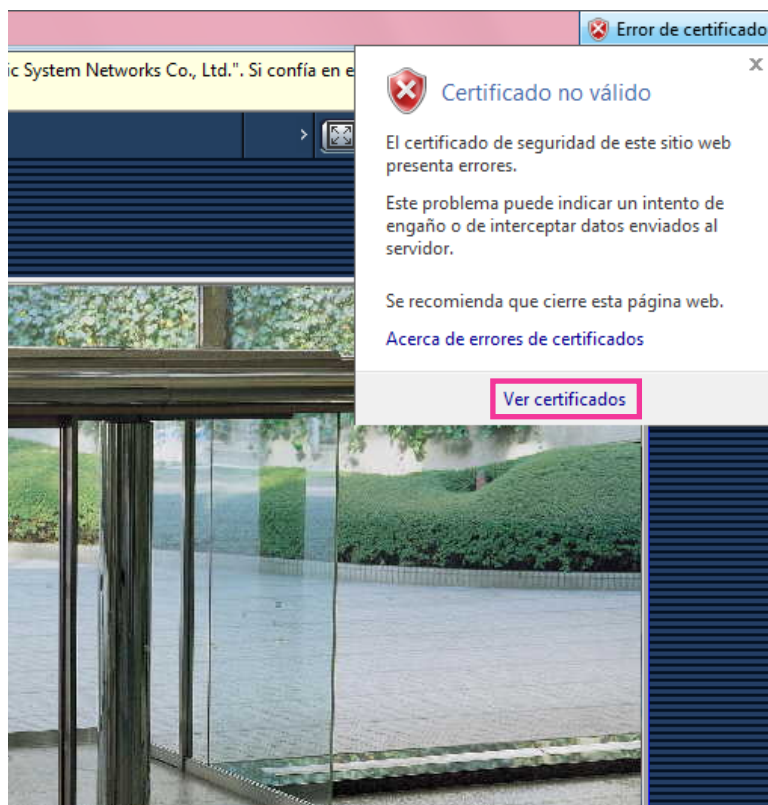 Error de certificado
ic System Networks Co., Ltd.". Si confía en e
x
Certificado no válido
El certificado de seguridad de este sitio web
presenta errores.
Este problema puede indicar un intento de
engaño o de interceptar datos enviados al
servidor.
Se recomienda que cierre esta página web.
Acerca de errores de certificados
Ver certificados